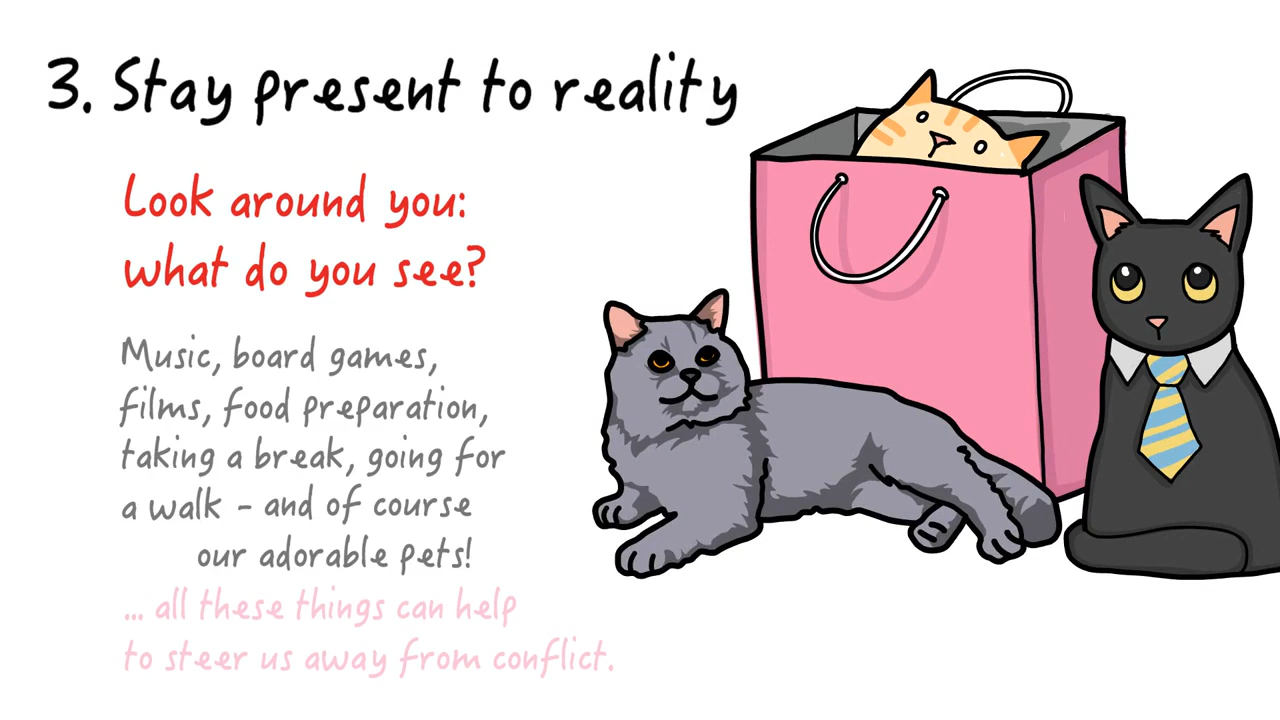 3. Stay present to reality
Look around you:
what do you see?
Music, board games,
films, food preparation,
taking a break, going for
a walk - and of course
our adorable pets!
... all these things can help
to steer us away from conflict.